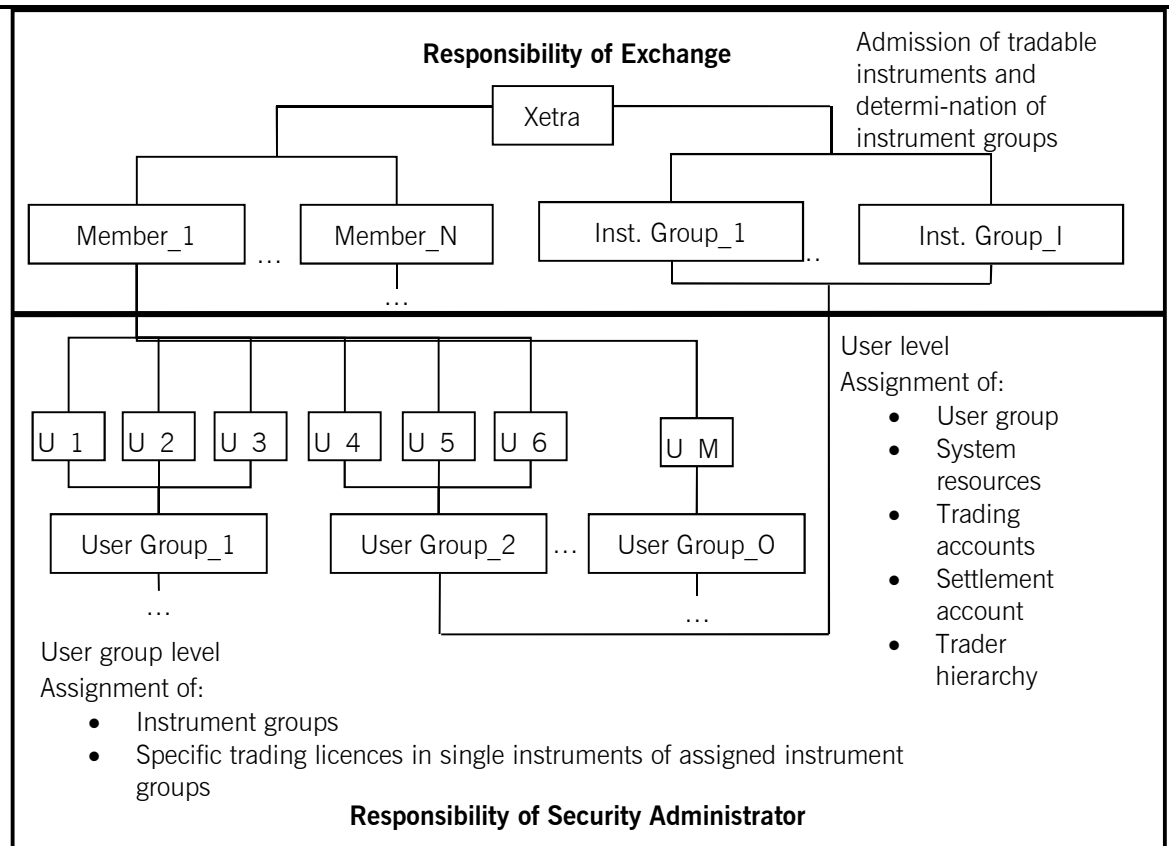 Responsibility of Exchange
Admission of tradable
instruments and
determi-nation of
instrument groups
Xetra
Member_1
...
Member_N
...
Inst. Group_1
..
Inst. Group_I
User level
Assignment of:
• User group
• System
resources
• Trading
accounts
• Settlement
account
• Trader
hierarchy
U 1
U 2
U 3
U 4
U 5
U 6
U M
User Group_1
...
User Group_2
...
User Group_O
...
User group level
Assignment of:
• Instrument groups
• Specific trading licences in single instruments of assigned instrument
groups
Responsibility of Security Administrator